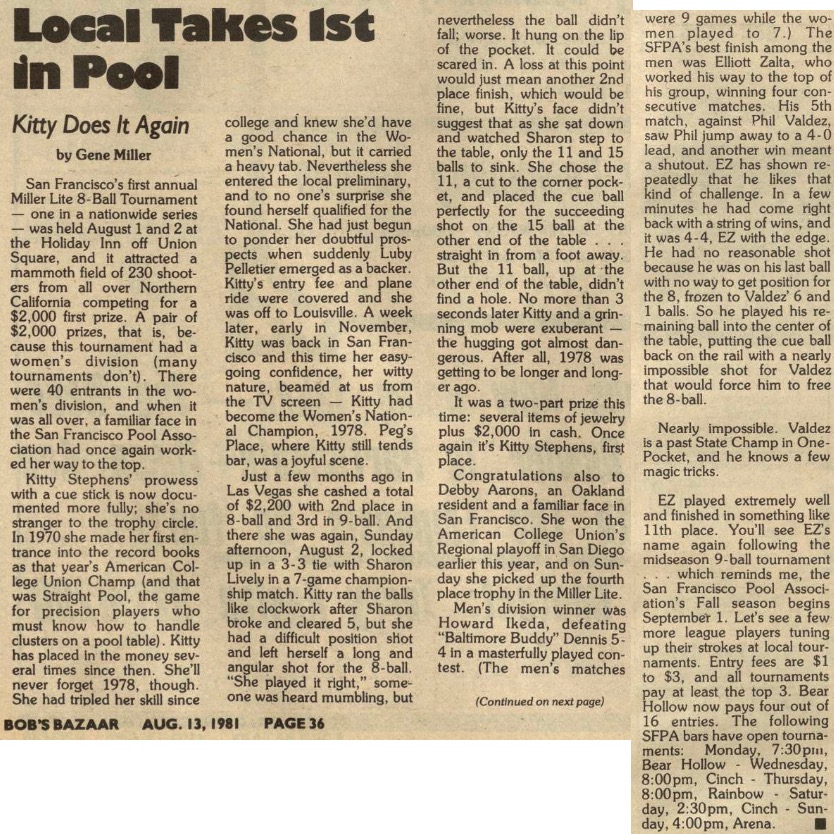 Local Takes 1st
in Pool
Kitty Does It Again
by Gene Miller
San Francisco's first annual
Miller Lite 8-Ball Tournament
— one in a nationwide series
— was held August 1 and 2 at
the Holiday Inn off Union
Square, and it attracted a
mammoth field of 230 shoot-
ers from all over Northern
California competing for a
$2,000 first prize. A pair of
$2,000 prizes, that is, be-
cause this tournament had a
women's division (many
tournaments don't). There
were 40 entrants in the wo-
men's division, and when it
was all over, a familiar face in
the San Francisco Pool Asso-
ciation had once again work-
ed her way to the top.
Kitty Stephens' prowess
with a cue stick is now docu-
mented more fully; she's no
stranger to the trophy circle.
In 1970 she made her first en-
trance into the record books
as that year's American Col-
lege Union Champ (and that
was Straight Pool, the game
for precision players who
must know how to handle
clusters on a pool table). Kitty
has placed in the money sev-
eral times since then. She'll
never forget 1978, though.
She had tripled her skill since
college and knew she'd have
a good chance in the Wo-
men's National, but it carried
a heavy tab. Nevertheless she
entered the local preliminary,
and to no one's surprise she
found herself qualified for the
National. She had just begun
to ponder her doubtful pros-
pects when suddenly Luby
Pelletier emerged as a backer.
Kitty's entry fee and plane
ride were covered and she
was off to Louisville. A week
later, early in November,
Kitty was back in San Fran-
cisco and this time her easy-
going confidence, her witty
nature, beamed at us from
the TV screen — Kitty had
become the Women's Nation-
al Champion, 1978. Peg's
Place, where Kitty still tends
bar, was a joyful scene.
Just a few months ago in
Las Vegas she cashed a total
of $2,200 with 2nd place in
8-ball and 3rd in 9-ball. And
there she was again, Sunday
afternoon, August 2, locked
up in a 3-3 tie with Sharon
Lively in a 7-game champion-
ship match. Kitty ran the balls
like clockwork after Sharon
broke and cleared 5, but she
had a difficult position shot
and left herself a long and
angular shot for the 8-ball.
"She played it right," some-
one was heard mumbling, but
nevertheless the ball didn't
fall; worse. It hung on the lip
of the pocket. It could be
scared in. A loss at this point
would just mean another 2nd
place finish, which would be
fine, but Kitty's face didn't
suggest that as she sat down
and watched Sharon step to
the table, only the 11 and 15
balls to sink. She chose the
11, a cut to the corner pock-
et, and placed the cue ball
perfectly for the succeeding
shot on the 15 ball at the
other end of the table . . .
straight in from a foot away.
But the 11 ball, up at the
other end of the table, didn't
find a hole. No more than 3
seconds later Kitty and a grin-
ning mob were exuberant —
the hugging got almost dan-
gerous. After all, 1978 was
getting to be longer and long-
er ago.
It was a two-part prize this
time: several items of jewelry
plus $2,000 in cash. Once
again it's Kitty Stephens, first
place.
Congratulations also to
Debby Aarons, an Oakland
resident and a familiar face in
San Francisco. She won the
American College Union's
Regional playoff in San Diego
earlier this year, and on Sun-
day she picked up the fourth
place trophy in the Miller Lite.
Men's division winner was
Howard Ikeda, defeating
"Baltimore Buddy" Dennis 5-
4 in a masterfully played con-
test. (The men's matches
(Continued on next page)
were 9 games while the wo-
men played to 7.) The
SFPA's best finish among the
men was Elliott Zalta, who
worked his way to the top of
his group, winning four con-
secutive matches. His 5th
match, against Phil Valdez,
saw Phil jump away to a 4-0
lead, and another win meant
a shutout. EZ has shown re-
peatedly that he likes that
kind of challenge. In a few
minutes he had come right
back with a string of wins, and
it was 4-4, EZ with the edge.
He had no reasonable shot
because he was on his last ball
with no way to get position for
the 8, frozen to Valdez' 6 and
1 balls. So he played his re-
maining ball into the center of
the table, putting the cue ball
back on the rail with a nearly
impossible shot for Valdez
that would force him to free
the 8-ball.
Nearly impossible. Valdez
is a past State Champ in One-
Pocket, and he knows a few
magic tricks.
EZ played extremely well
and finished in something like
11th place. You'll see EZ's
name again following the
midseason 9-ball tournament
. . . which reminds me, the
San Francisco Pool Associ-
ation's Fall season begins
September 1. Let's see a few
more league players tuning
up their strokes at local tour-
naments. Entry fees are $1
to $3, and all tournaments
pay at least the top 3. Bear
Hollow now pays four out of
16 entries. The following
SFPA bars have open tourna-
ments: Monday, 7:30pm,
Bear Hollow - Wednesday,
8:00pm, Cinch - Thursday,
8:00pm, Rainbow - Satur-
day, 2:30pm, Cinch - Sun-
day, 4:00pm, Arena.
BOB'S BAZAAR AUG. 13, 1981 PAGE 36